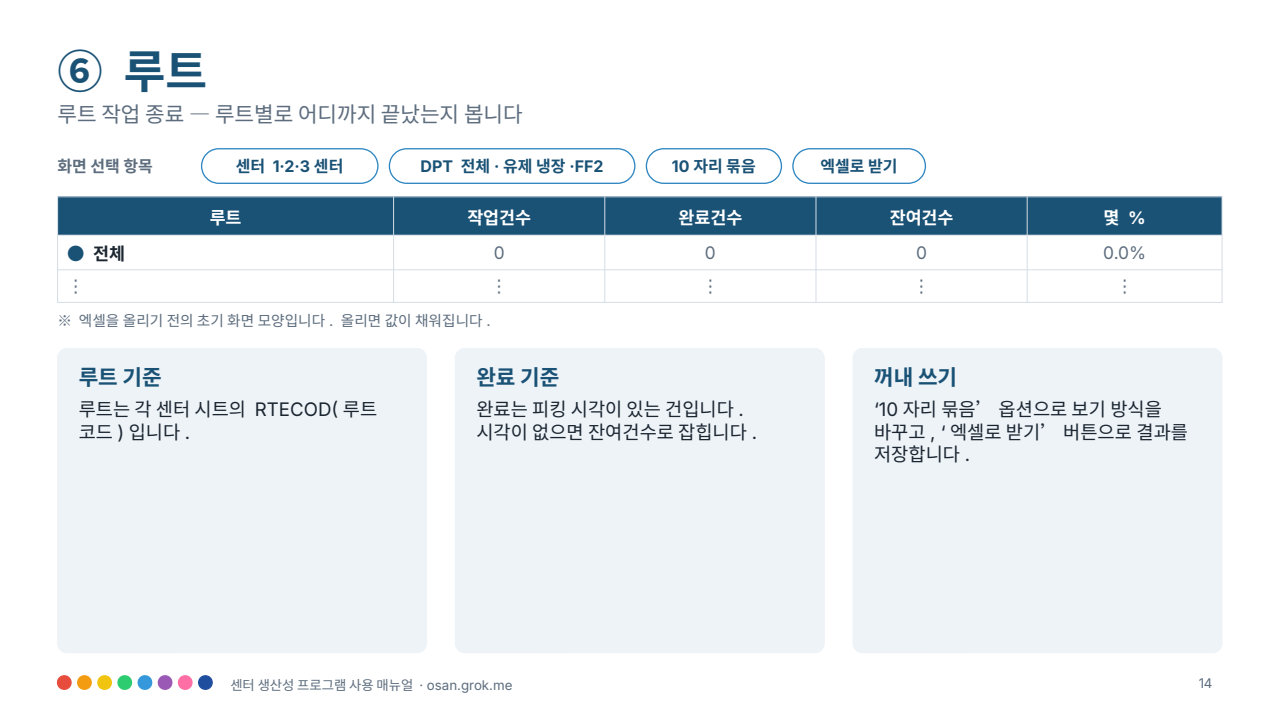 ⑥ 루트
루트 작업 종료 — 루트별로 어디까지 끝났는지 봅니다
화면 선택 항목
센터 1·2·3 센터
DPT 전체 · 유제 냉장 ·FF2
10 자리 묶음
엑셀로 받기
루트 작업건수 완료건수 잔여건수 몇 %
전체 0 0 0 0.0%
⋮ ⋮ ⋮ ⋮ ⋮
※ 엑셀을 올리기 전의 초기 화면 모양입니다 . 올리면 값이 채워집니다 .
루트 기준
루트는 각 센터 시트의 RTECOD( 루트
코드 ) 입니다 .
완료 기준
완료는 피킹 시각이 있는 건입니다 .
시각이 없으면 잔여건수로 잡힙니다 .
꺼내 쓰기
‘10 자리 묶음’ 옵션으로 보기 방식을
바꾸고 , ‘ 엑셀로 받기’ 버튼으로 결과를
저장합니다 .
센터 생산성 프로그램 사용 매뉴얼 · osan.grok.me
14